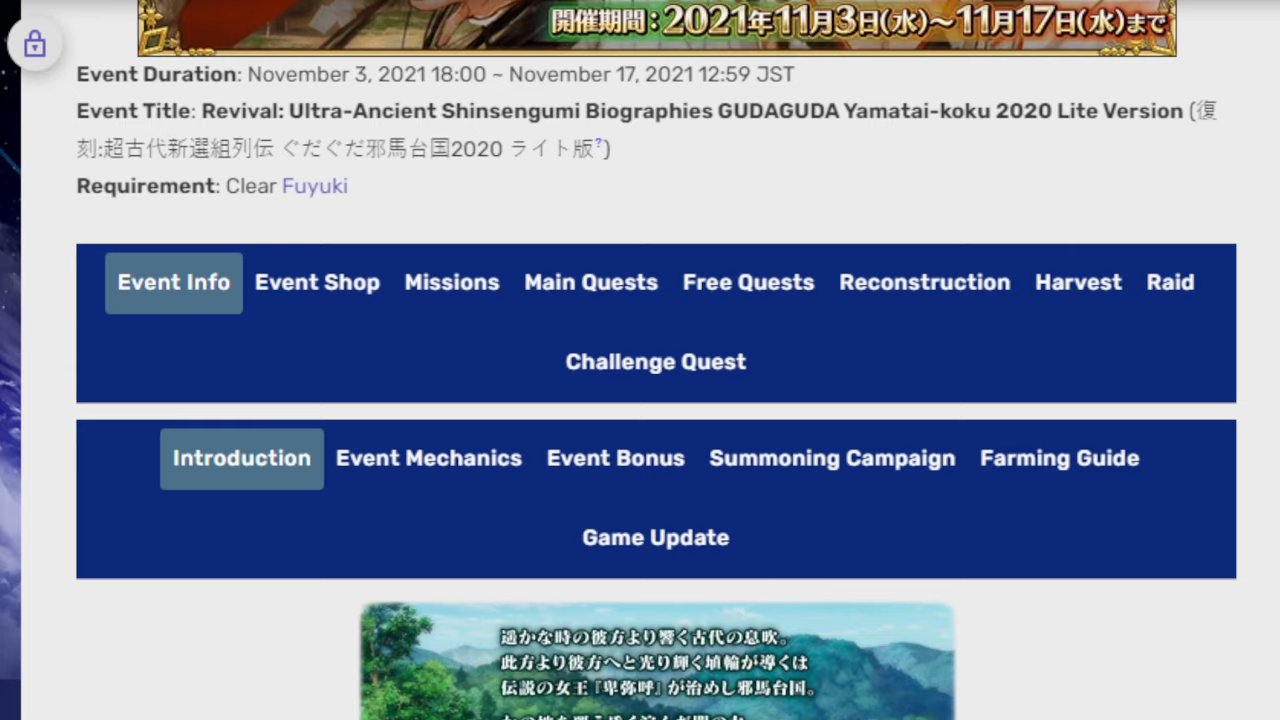 開催期間：2021年11月3日(水)～11月17日(水)まで
Event Duration: November 3, 2021 18:00 ~ November 17, 2021 12:59 JST
Event Title: Revival: Ultra-Ancient Shinsengumi Biographies GUDAGUDA Yamatai-koku 2020 Lite Version (復
刻:超古代新選組列伝 ぐだぐだ邪馬台国2020 ライト版?)
Requirement: Clear Fuyuki
Event Info Event Shop Missions Main Quests Free Quests Reconstruction Harvest Raid
Challenge Quest
Introduction Event Mechanics Event Bonus Summoning Campaign Farming Guide
Game Update
遥かな時の彼方より響く古代の息吹。
此方より彼方へと光り輝く埴輪が導くは
伝説の女王『卑弥呼』が治めし邪馬台国。